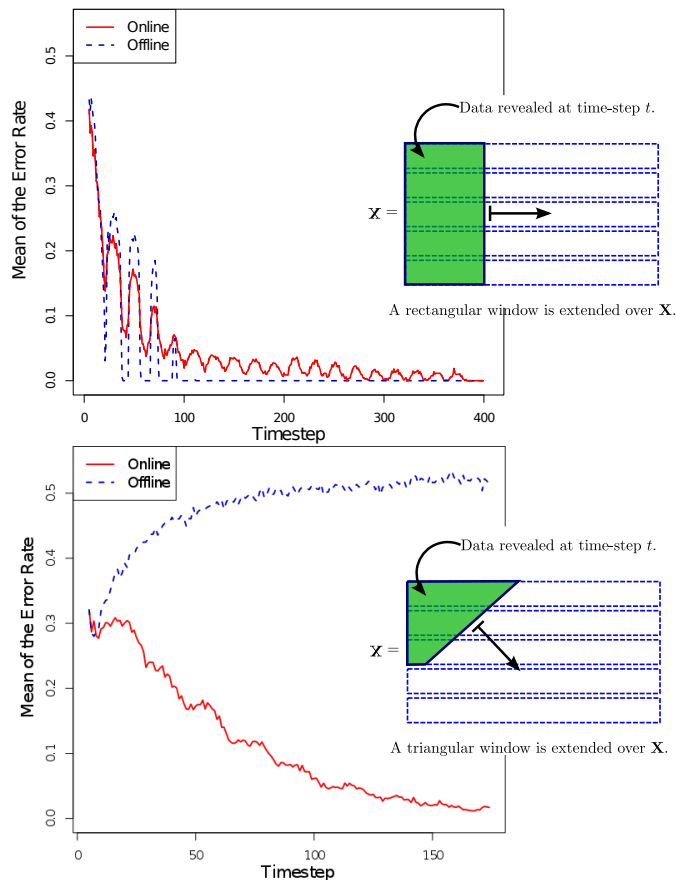 Online
Offline
0.5
0.4
0.3
0.2
0.1
0.0
Mean of the Error Rate
0 100 200 300 400
Timestep
Data revealed at time-step t.
X =
A rectangular window is extended over X.
Online
Offline
0.5
0.4
0.3
0.2
0.1
0.0
Mean of the Error Rate
0 50 100 150
Timestep
Data revealed at time-step t.
X =
A triangular window is extended over X.